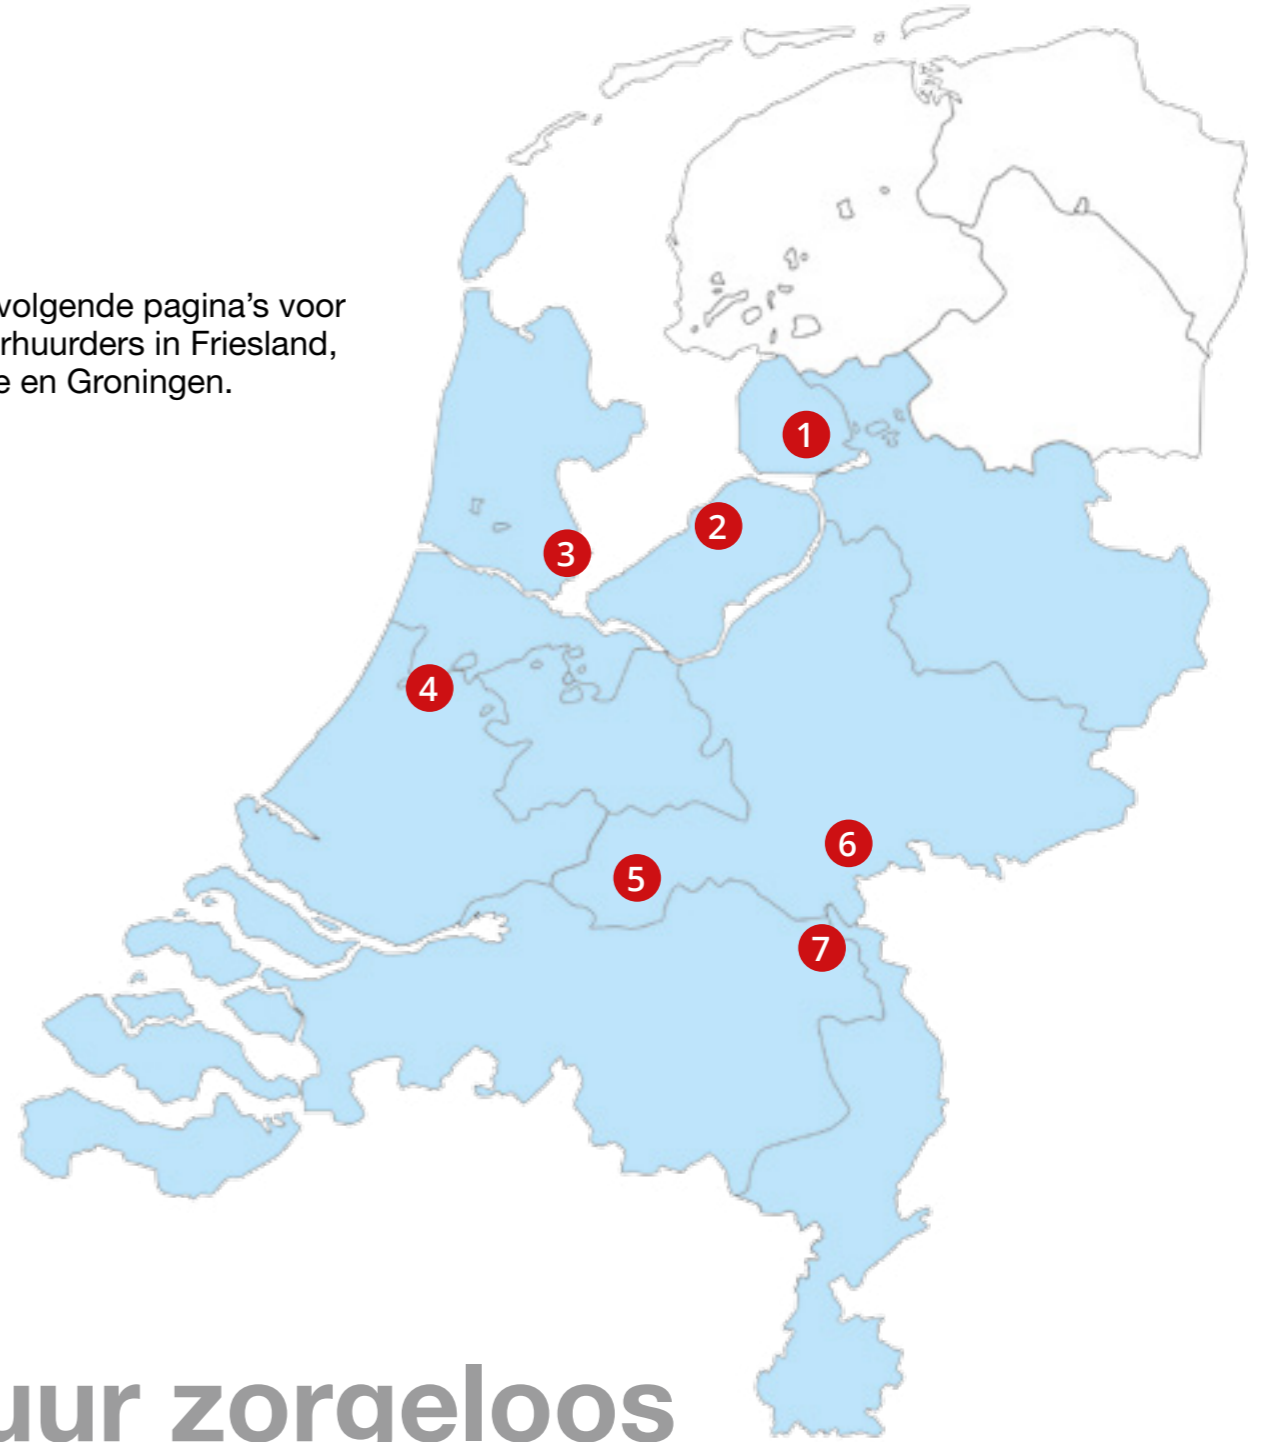 volgende pagina’s voor
rhuurders in Friesland,
e en Groningen.
1
2
3
4
5
6
7
uur zorgeloos